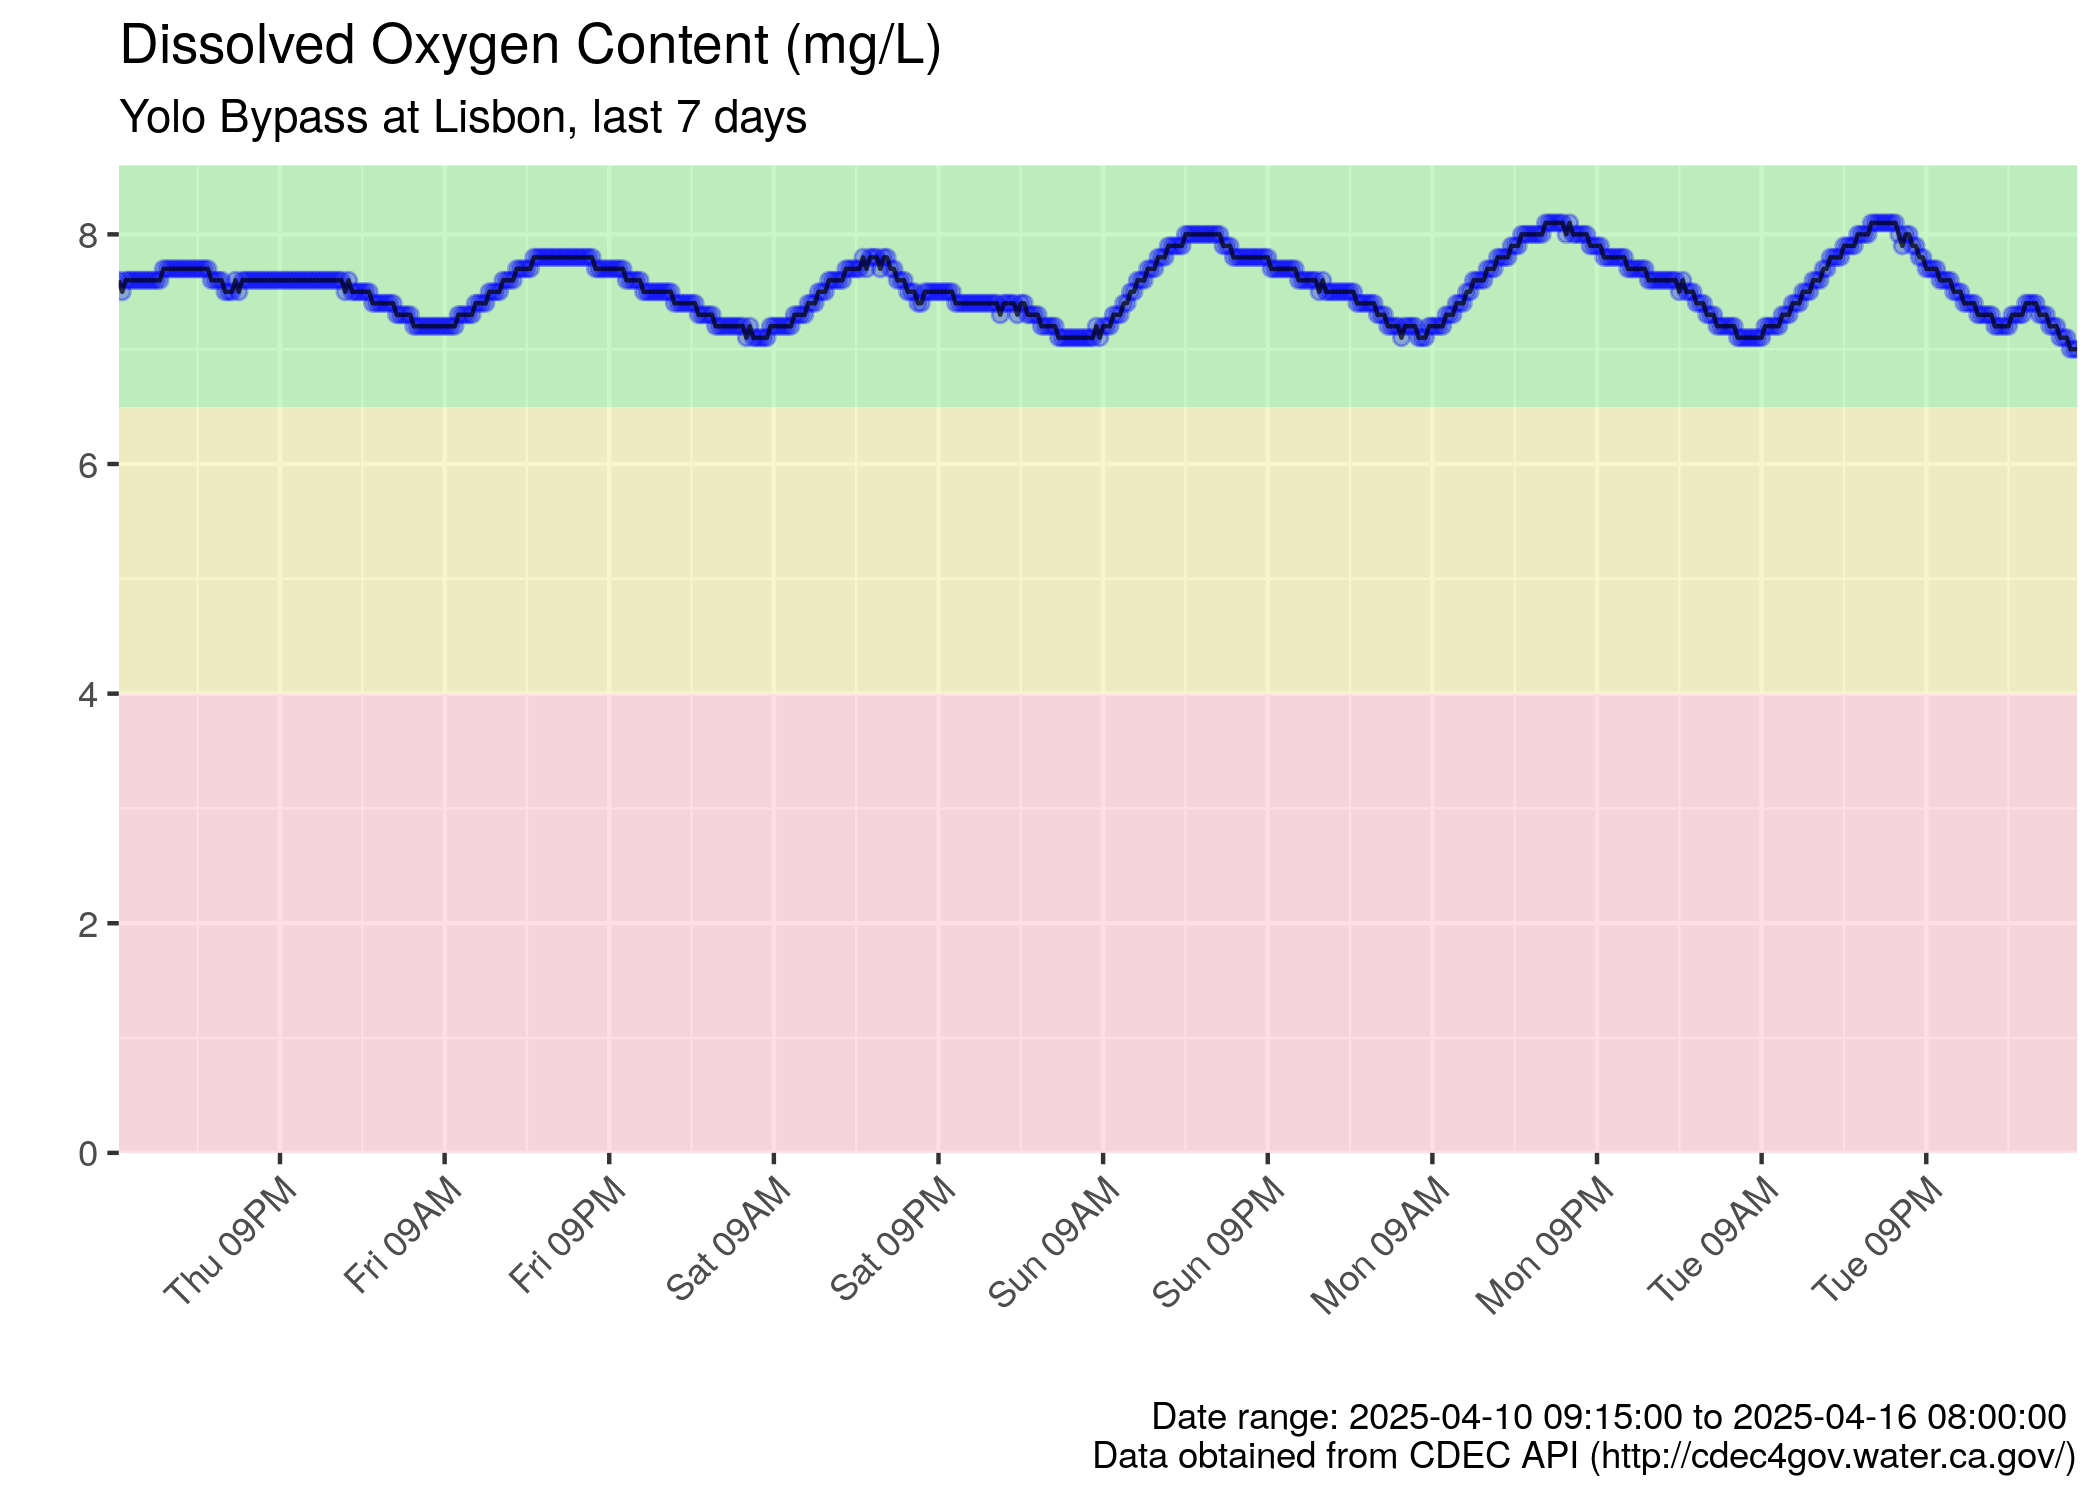 Dissolved Oxygen Content (mg/L)
Yolo Bypass at Lisbon, last 7 days
8
6
4
2
0
Thu 09PM
Fri 09AM
Fri 09PM
Sat 09AM
Sat 09PM
Sun 09AM
Sun 09PM
Mon 09AM
Mon 09PM
Tue 09AM
Tue 09PM
Date range: 2025-04-10 09:15:00 to 2025-04-16 08:00:00
Data obtained from CDEC API (http://cdec4gov.water.ca.gov/)